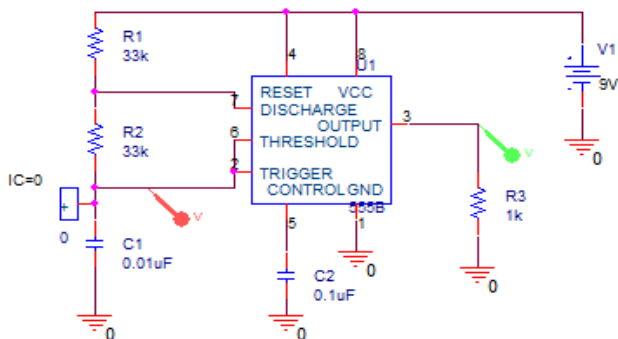 R1
33k
4
8
U1
V1
9V
0
7
RESET
VCC
DISCHARGE
OUTPUT
3
V
R2
33k
6
THRESHOLD
2
TRIGGER
CONTROL
GND
555B
IC=0
+
0
V
R3
1k
5
1
C1
0.01uF
C2
0.1uF
0
0
0
0